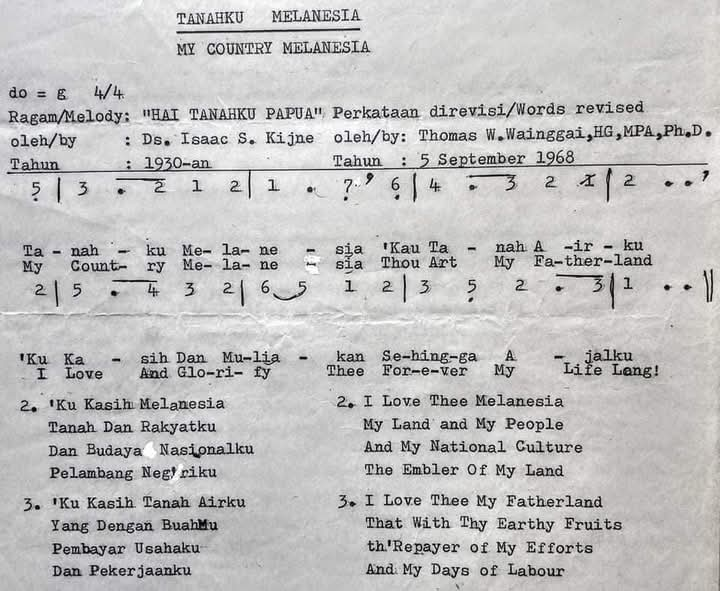 TANAHKU MELANESIA
MY COUNTRY MELANESIA
do = g 4/4
Ragam/Melody: "HAI TANAHKU PAPUA" Perkataan direvisi/Words revised
oleh/by : Ds. Isaac S. Kijne oleh/by: Thomas W.Wainggai,HG,MPA,Ph.D.
Tahun : 1930-an Tahun : 5 September 1968
5 | 3 . 2 1 2 | 1 . 7 ' 6 | 4 . 3 2 1 | 2 . . '
Ta - nah - ku Me- la- ne - sia 'Kau Ta - nah A -ir - ku
My Count- ry Me- la- ne - sia Thou Art My Fa-ther-land
2 | 5 . 4 3 2 | 6 5 1 2 | 3 5 2 . 3 | 1 . . ||
'Ku Ka - sih Dan Mu-lia - kan Se-hing-ga A - jalku
I Love And Glo-ri- fy Thee For-e-ver My Life Long!
2. 'Ku Kasih Melanesia 2. I Love Thee Melanesia
Tanah Dan Rakyatku My Land and My People
Dan Budaya Nasionalku And My National Culture
Pelambang Neg'riku The Embler Of My Land
3. 'Ku Kasih Tanah Airku 3. I Love Thee My Fatherland
Yang Dengan BuahMu That With Thy Earthy Fruits
Pembayar Usahaku th'Repayer of My Efforts
Dan Pekerjaanku And My Days of Labour